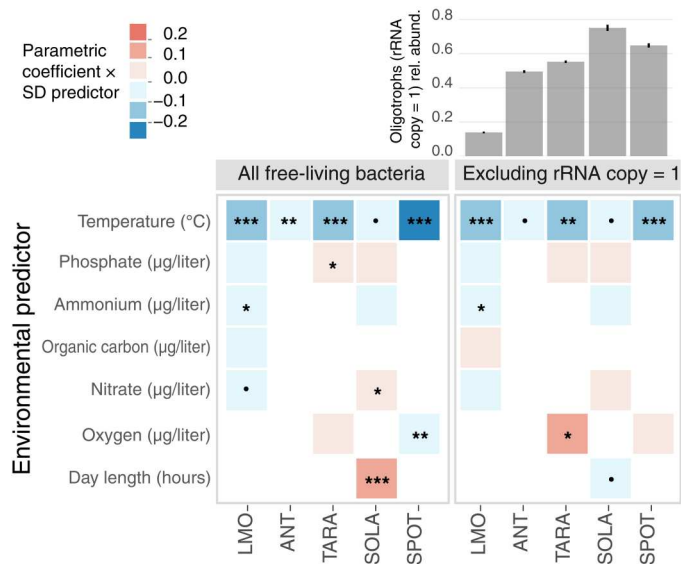 Parametric
coefficient ×
SD predictor
0.2
0.1
0.0
−0.1
−0.2
Oligotrophs (rRNA
copy = 1) rel. abund.
0.8
0.6
0.4
0.2
0.0
All free-living bacteria
Excluding rRNA copy = 1
Environmental predictor
Temperature (°C) *** ** *** • *** *** • ** • ***
Phosphate (µg/liter) *
Ammonium (µg/liter) * *
Organic carbon (µg/liter)
Nitrate (µg/liter) • *
Oxygen (µg/liter) ** *
Day length (hours) *** •
LMO ANT TARA SOLA SPOT LMO ANT TARA SOLA SPOT